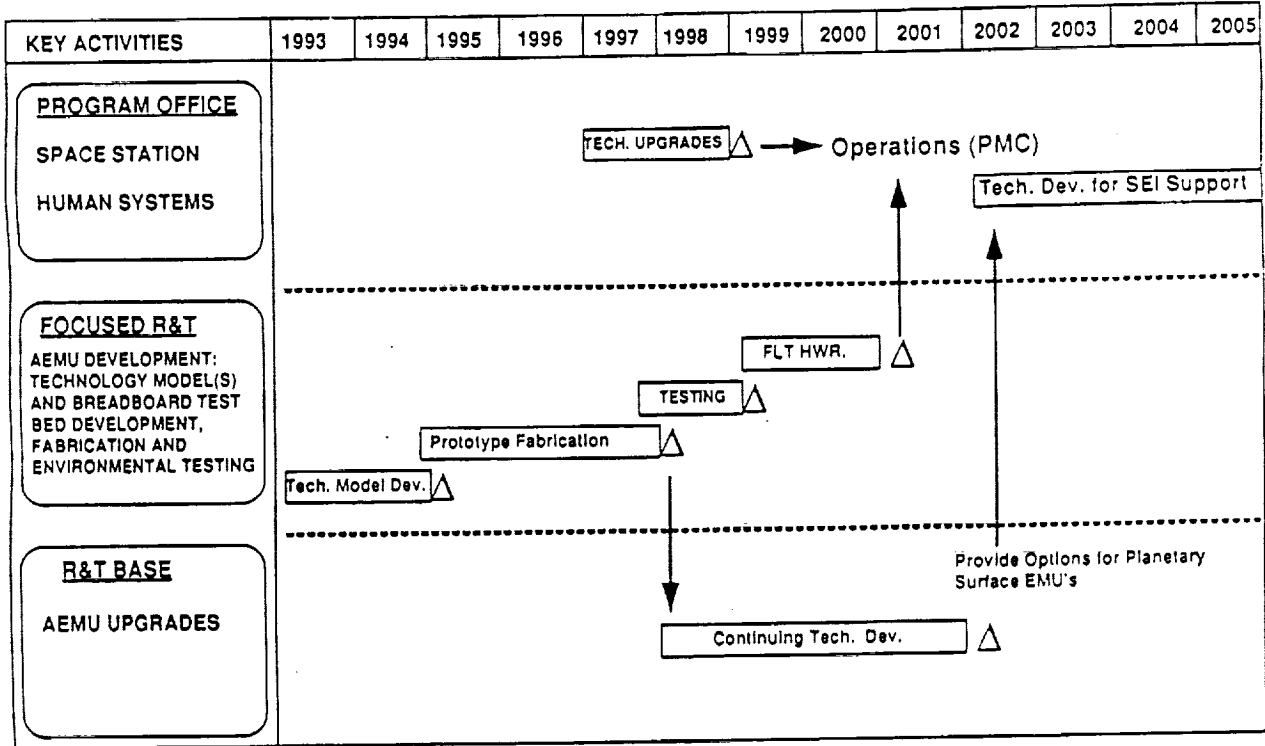 KEY ACTIVITIES 1993 1994 1995 1996 1997 1998 1999 2000 2001 2002 2003 2004 2005
PROGRAM OFFICE
SPACE STATION
HUMAN SYSTEMS
TECH. UPGRADES
Operations (PMC)
Tech. Dev. for SEI Support
FOCUSED R&T
AEMU DEVELOPMENT:
TECHNOLOGY MODEL(S)
AND BREADBOARD TEST
BED DEVELOPMENT,
FABRICATION AND
ENVIRONMENTAL TESTING
FLT HWR.
TESTING
Prototype Fabrication
Tech. Model Dev.
R&T BASE
AEMU UPGRADES
Provide Options for Planetary
Surface EMU's
Continuing Tech. Dev.